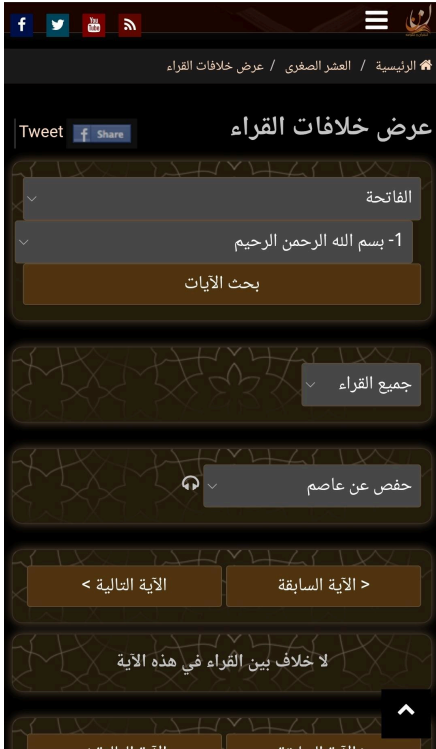 الرئيسية / العشر الصغرى / عرض خلافات القراء
عرض خلافات القراء
Tweet
Share
الفاتحة
1- بسم الله الرحمن الرحيم
بحث الآيات
جميع القراء
حفص عن عاصم
< الآية السابقة
الآية التالية >
لا خلاف بين القراء في هذه الآية